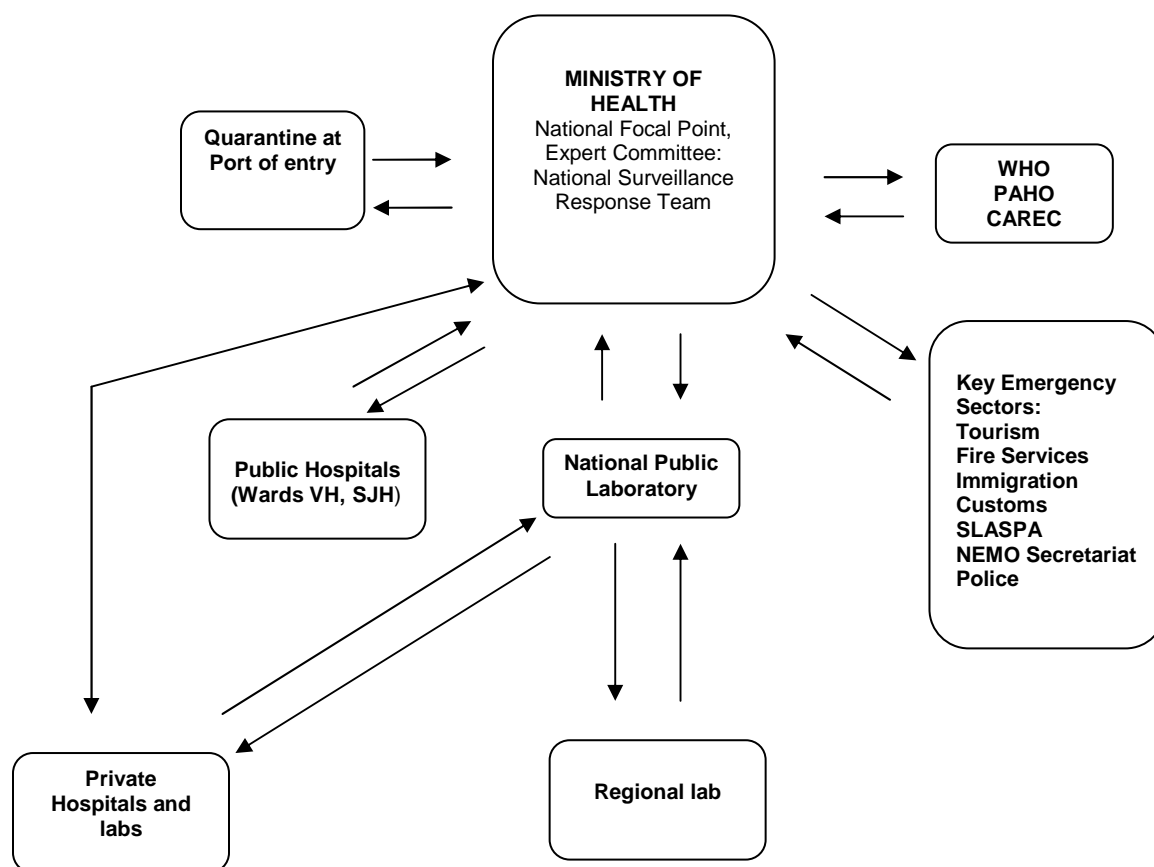 MINISTRY OF
HEALTH
National Focal Point,
Expert Committee:
National Surveillance
Response Team
Quarantine at
Port of entry
WHO
PAHO
CAREC
Key Emergency
Sectors:
Tourism
Fire Services
Immigration
Customs
SLASPA
NEMO Secretariat
Police
Public Hospitals
(Wards VH, SJH)
National Public
Laboratory
Private
Hospitals and
labs
Regional lab